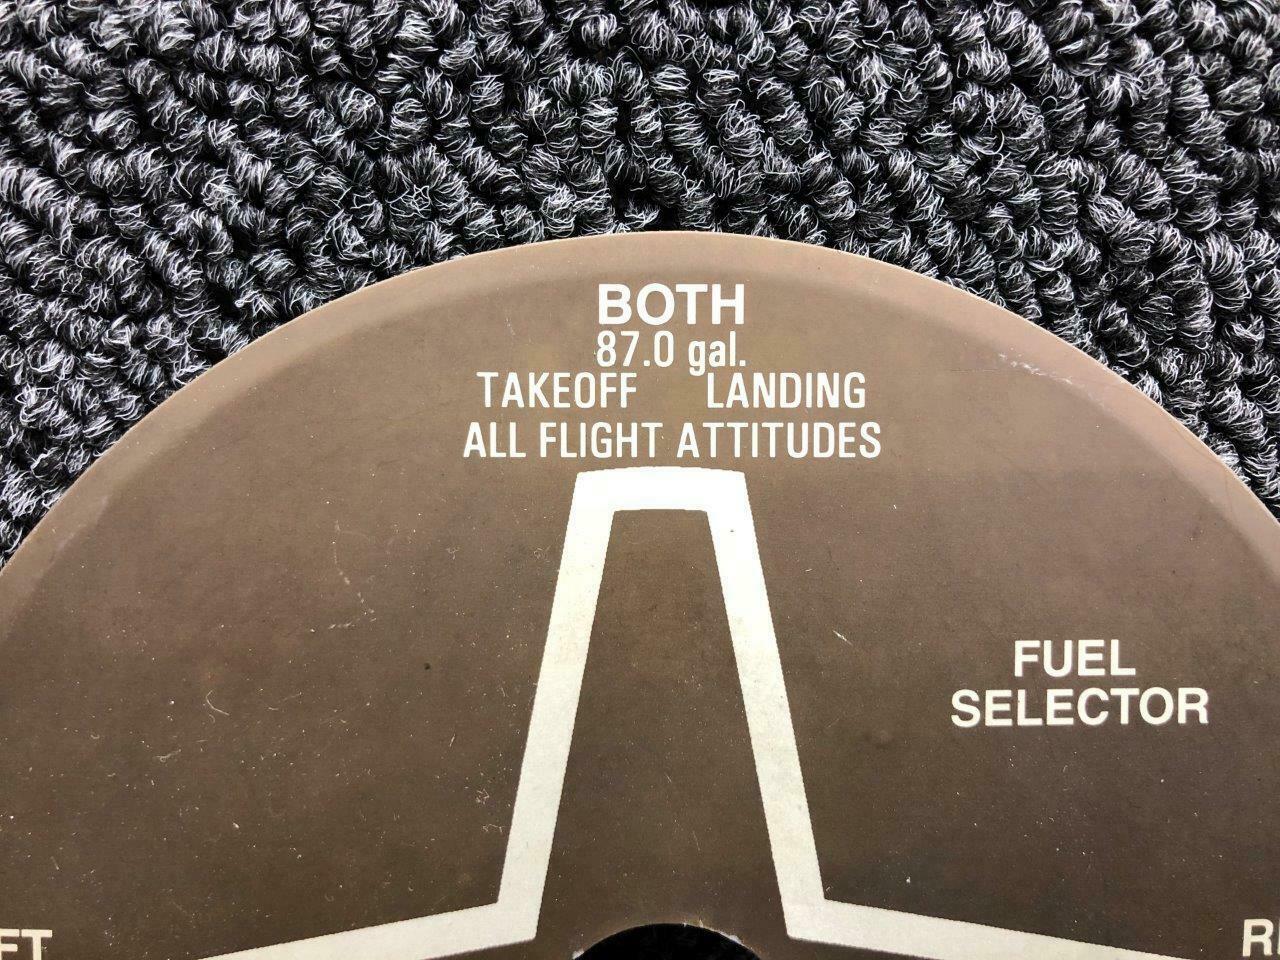 BOTH
87.0 gal.
TAKEOFF LANDING
ALL FLIGHT ATTITUDES
FUEL
SELECTOR